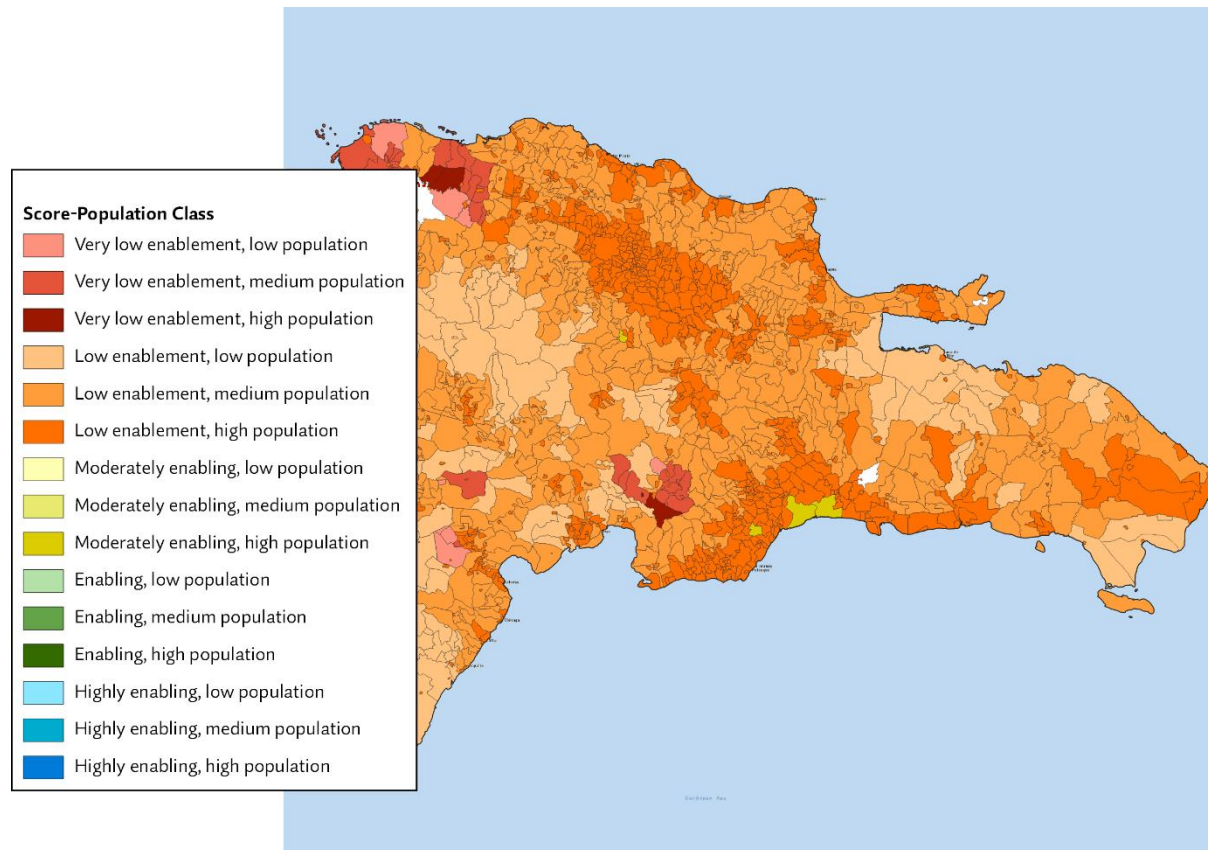 Score-Population Class
Very low enablement, low population
Very low enablement, medium population
Very low enablement, high population
Low enablement, low population
Low enablement, medium population
Low enablement, high population
Moderately enabling, low population
Moderately enabling, medium population
Moderately enabling, high population
Enabling, low population
Enabling, medium population
Enabling, high population
Highly enabling, low population
Highly enabling, medium population
Highly enabling, high population